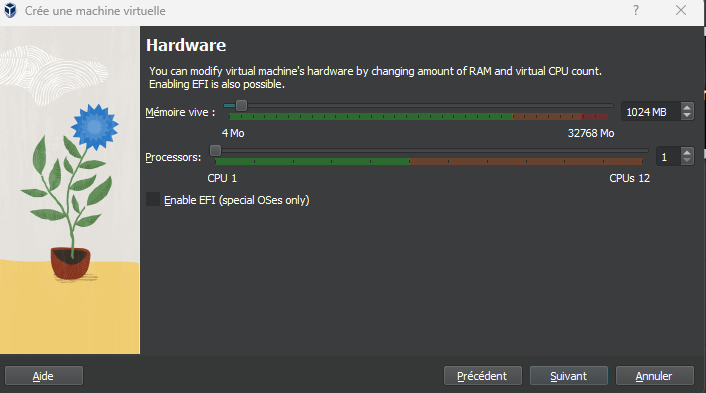 Crée une machine virtuelle
Hardware
You can modify virtual machine's hardware by changing amount of RAM and virtual CPU count.
Enabling EFI is also possible.
Mémoire vive :
1024 MB
4 Mo
32768 Mo
Processors:
1
CPU 1
CPUs 12
Enable EFI (special OSes only)
Aide
Précédent
Suivant
Annuler